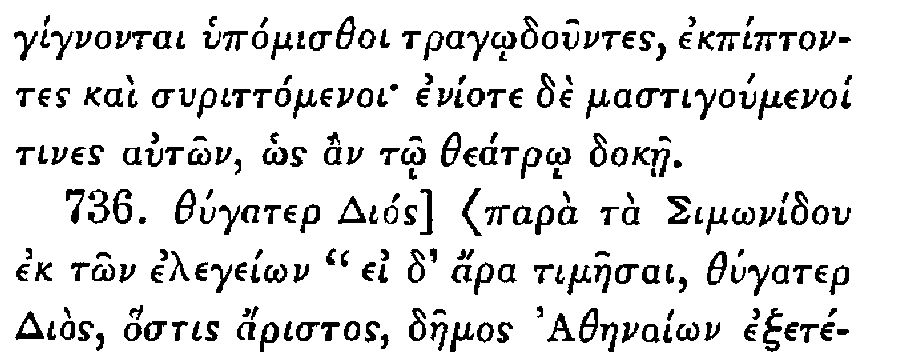 γίγνονται ὑπόμισθοι τραγῳδοῦντες, ἐκπίπτον-
τες καὶ συριττόμενοι· ἐνίοτε δὲ μαστιγούμενοί
τινες αὐτῶν, ὡς ἂν τῷ θεάτρῳ δοκῇ.
736. θύγατερ Διός] ⟨παρὰ τὰ Σιμωνίδου
ἐκ τῶν ἐλεγείων “ εἰ δ' ἄρα τιμῆσαι, θύγατερ
Διὸς, ὅστις ἄριστος, δῆμος Ἀθηναίων ἐξετέ-